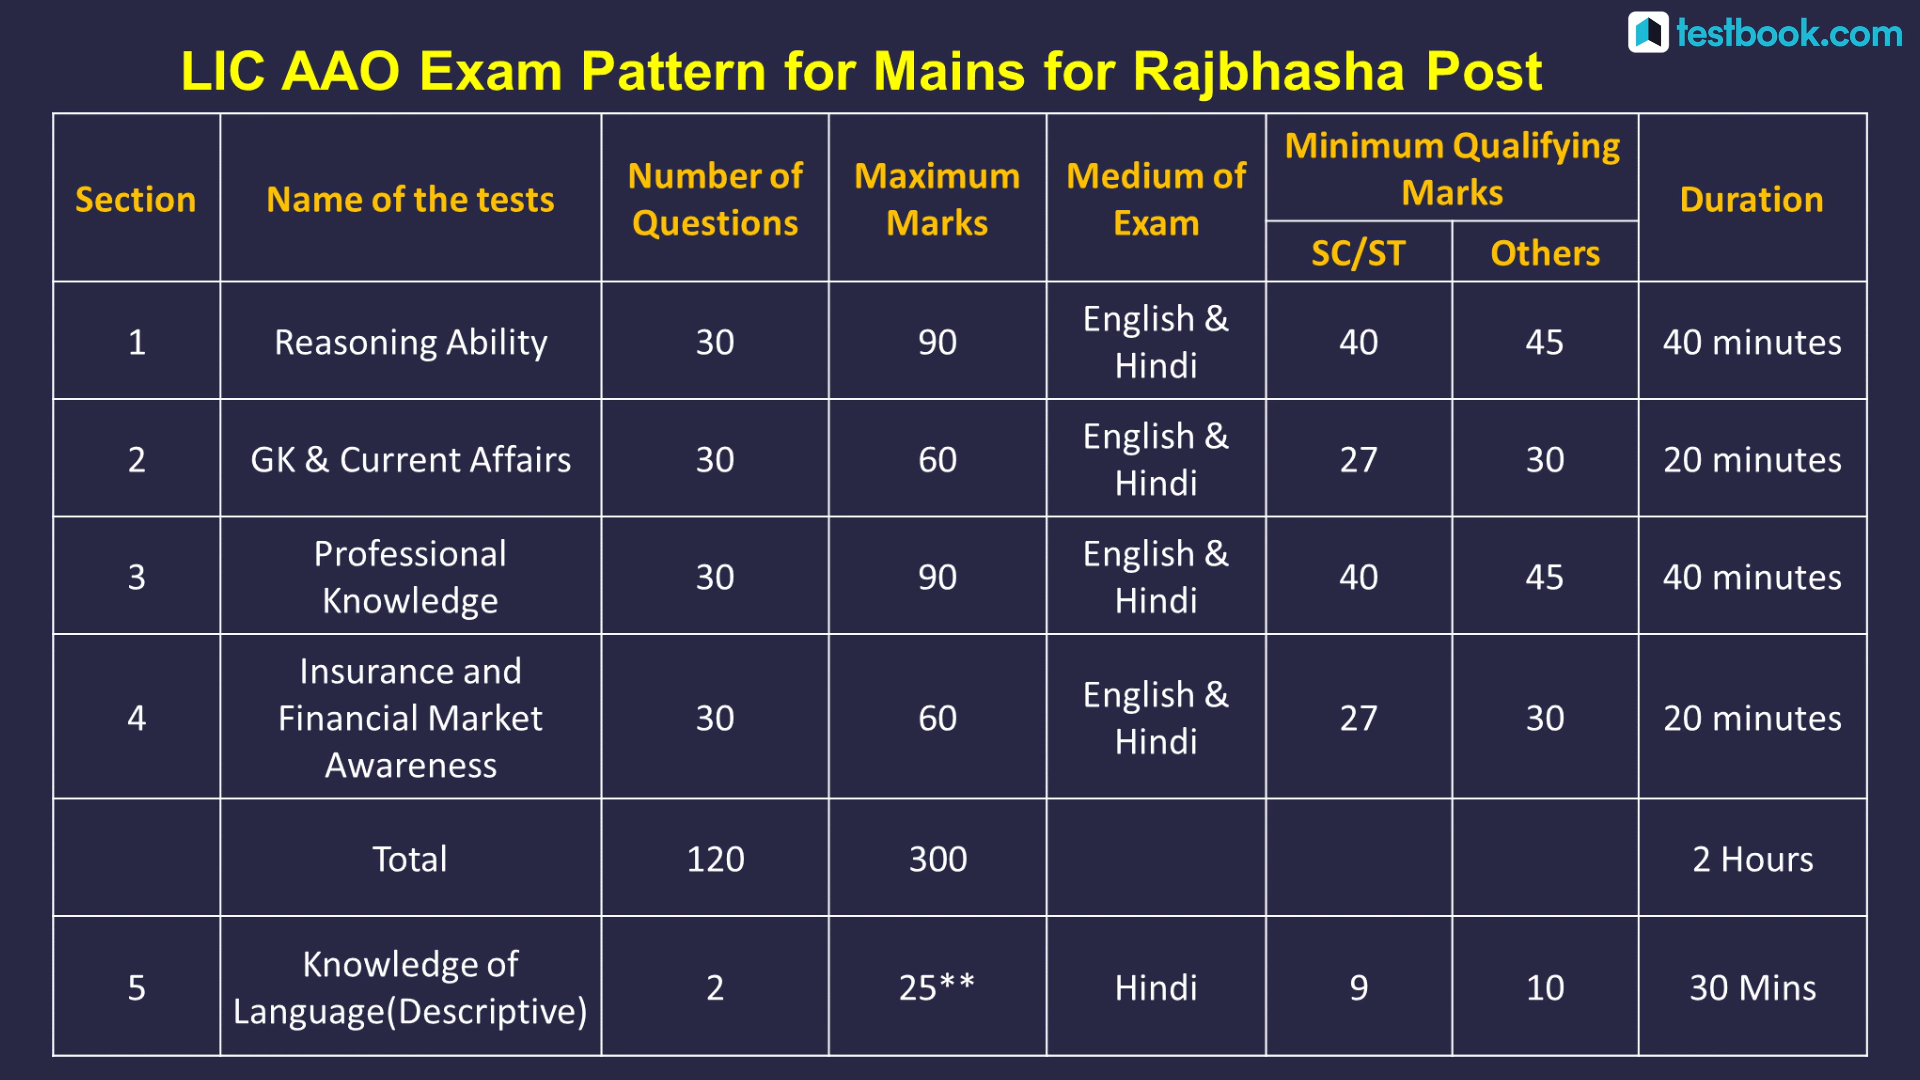 testbook.com
LIC AAO Exam Pattern for Mains for Rajbhasha Post
Section
Name of the tests
Number of
Questions
Maximum
Marks
Medium of
Exam
Minimum Qualifying
Marks
SC/ST
Others
Duration
1
Reasoning Ability
30
90
English &
Hindi
40
45
40 minutes
2
GK & Current Affairs
30
60
English &
Hindi
27
30
20 minutes
3
Professional
Knowledge
30
90
English &
Hindi
40
45
40 minutes
4
Insurance and
Financial Market
Awareness
30
60
English &
Hindi
27
30
20 minutes
Total
120
300
2 Hours
5
Knowledge of
Language(Descriptive)
2
25**
Hindi
9
10
30 Mins